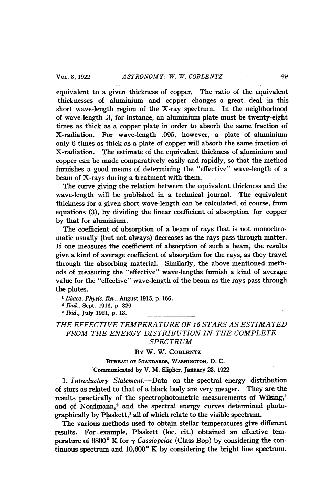 VOL. 8, 1922 ASTRONOMY: W. W. COBLENTZ 49
equivalent to a given thickness of copper. The ratio of the equivalent
thicknesses of aluminium and copper changes a great deal in this
short wave-length region of the X-ray spectrum. In the neighborhood
of wave-length .3, for instance, an aluminium plate must be twenty-eight
times as thick as a copper plate in order to absorb the same fraction of
X-radiation. For wave-length .095, however, a plate of aluminium
only 6 times as thick as a plate of copper will absorb the same fraction of
X-radiation. The estimate of the equivalent thickness of aluminium and
copper can be made comparatively easily and rapidly, so that the method
furnishes a good means of determining the "effective" wave-length of a
beam of X-rays during a treatment with them.
The curve giving the relation between the equivalent thickness and the
wave-length will be published in a technical journal. The equivalent
thickness for a given short wave-length can be calculated, of course, from
equations (3), by dividing the linear coefficient of absorption for copper
by that for aluminium.
The coefficient of absorption of a beam of rays that is not monochro-
matic usually (but not always) decreases as the rays pass through matter.
If one measures the coefficient of absorption of such a beam, the results
give a kind of average coefficient of absorption for the rays, as they travel
through the absorbing material. Similarly, the above mentioned meth-
ods of measuring the "effective" wave-lengths furnish a kind of average
value for the "effective" wave-length of the beam as the rays pass through
the plates.
Physic. Rev., August 1915, p. 166.
Ibid., Sept. 1916, p. 329
Ibid., July 1921, p. 13.
THE EFFECTIVE TEMPERATURE OF 16 STARS AS ESTIMATED
FROM THE ENERGY DISTRIBUTION IN THE COMPLETE
SPECTRUM
BY W. W. COBLENTZ
BUREAU OF STANDARDS, WASHINGTON, D. C.
Communicated by V. M. Slipher, January 28, 1922
1. Introductory Statement.—Data on the spectral energy distribution
of stars as related to that of a black body are very meager. They are the
results practically of the spectrophotometric measurements of Wilsing,¹
and of Nordmann,² and the spectral energy curves determined photo-
graphically by Plaskett,³ all of which relate to the visible spectrum.
The various methods used to obtain stellar temperatures give different
results. For example, Plaskett (loc. cit.) obtained an effective tem-
perature of K for γ Cassiopeiae (Class Bop) by considering the con-
tinuous spectrum and 10,000° K by considering the bright line spectrum.